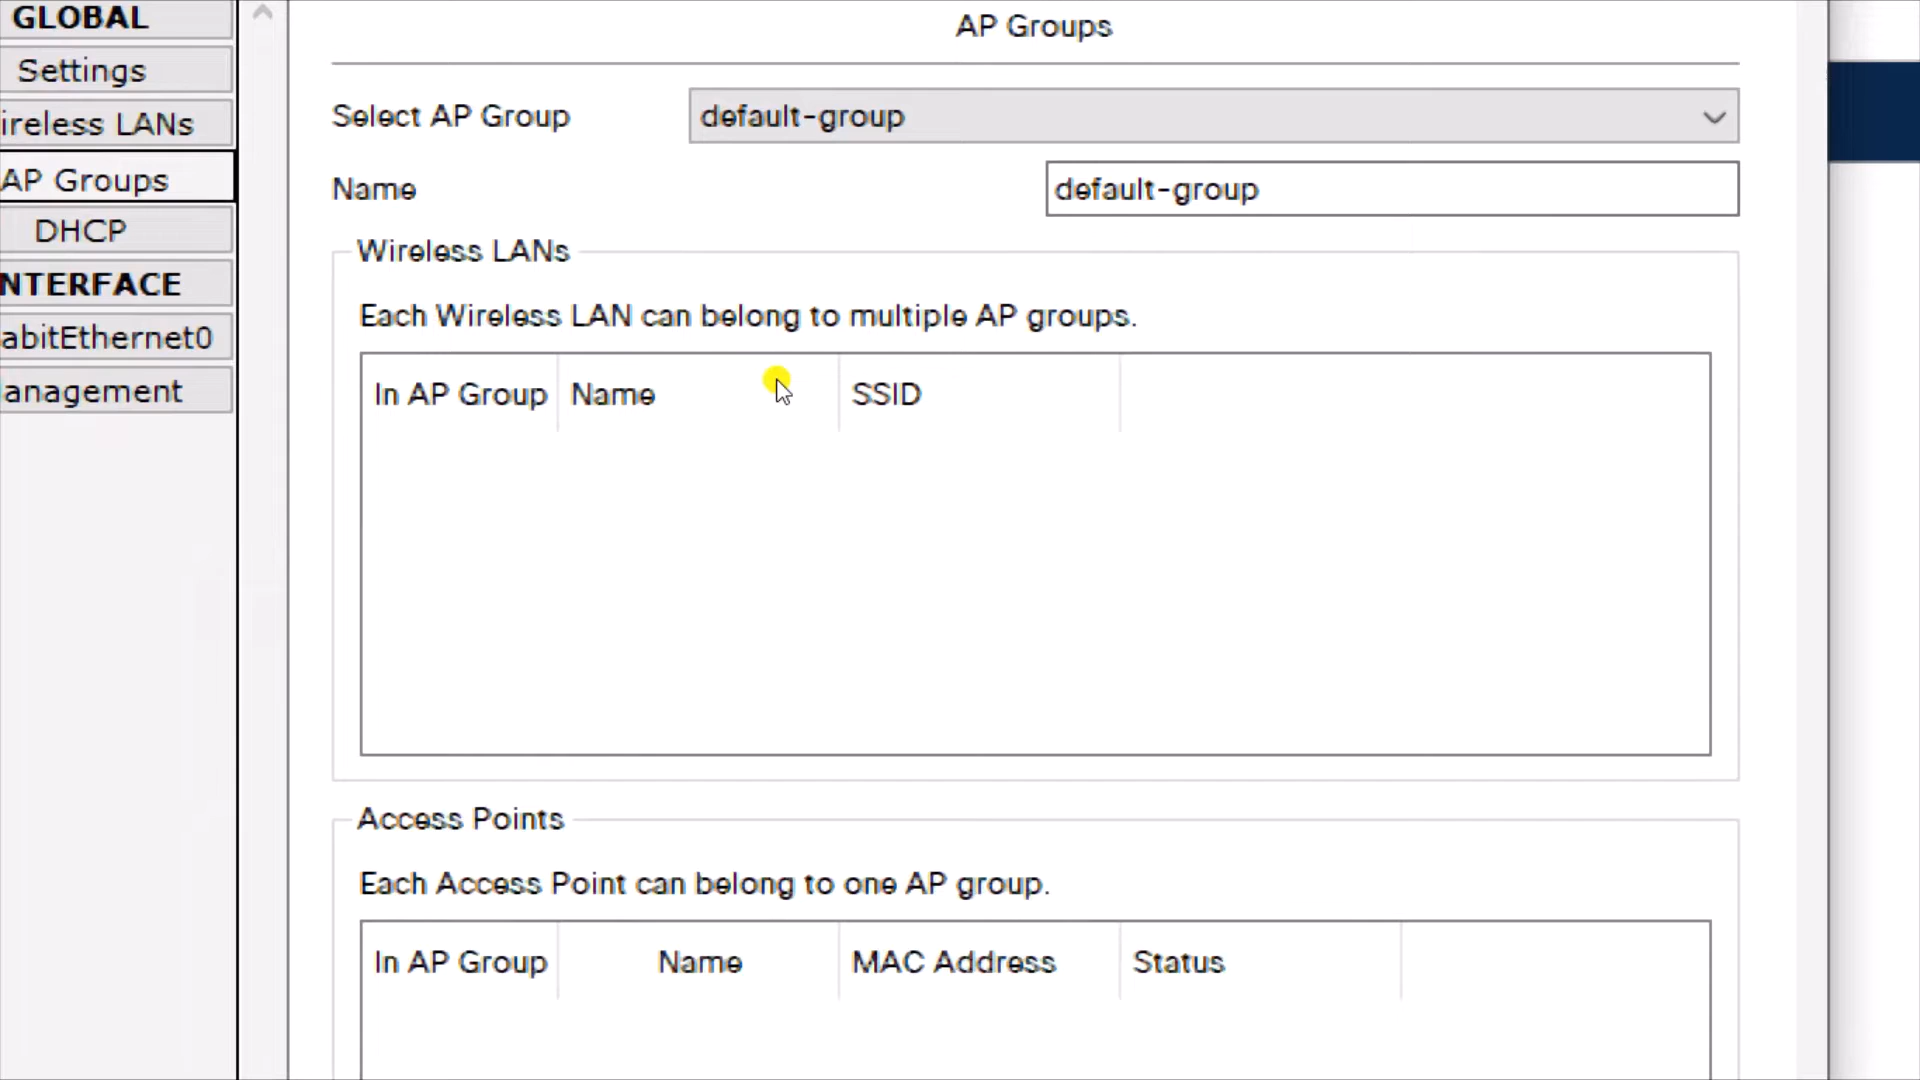 GLOBAL
Settings
ireless LANs
AP Groups
DHCP
NTERFACE
abitEthernet0
anagement
AP Groups
Select AP Group default-group
Name default-group
Wireless LANs
Each Wireless LAN can belong to multiple AP groups.
In AP Group Name SSID
Access Points
Each Access Point can belong to one AP group.
In AP Group Name MAC Address Status